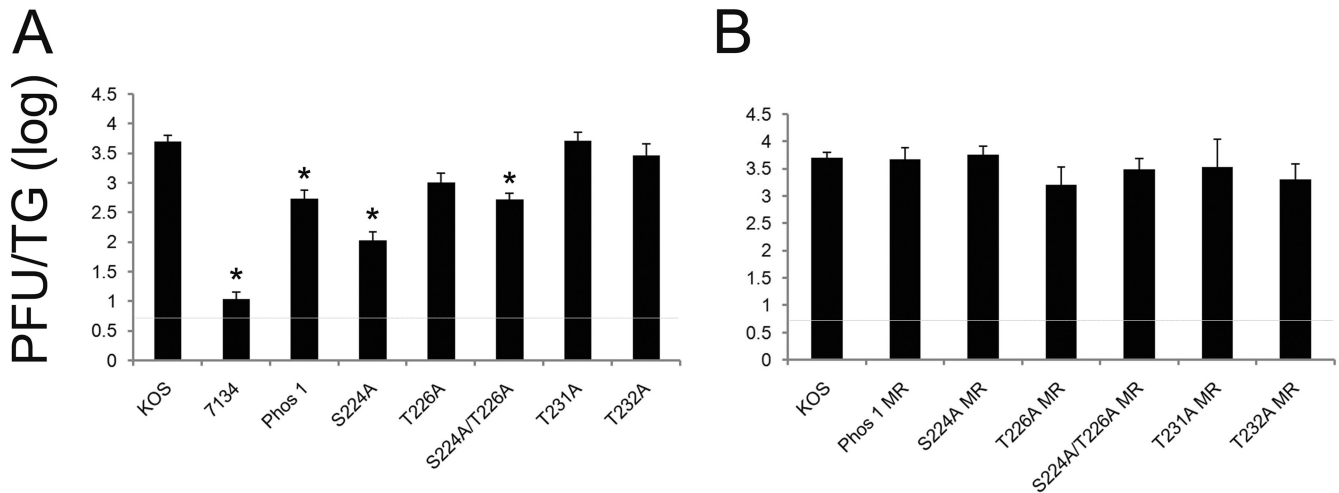 A
B
PFU/TG (log)
4.5
4
3.5
3
2.5
2
1.5
1
0.5
0
*
*
*
*
KOS
7134
Phos 1
S224A
T226A
S224A/T226A
T231A
T232A
4.5
4
3.5
3
2.5
2
1.5
1
0.5
0
KOS
Phos 1 MR
S224A MR
T226A MR
S224A/T226A MR
T231A MR
T232A MR